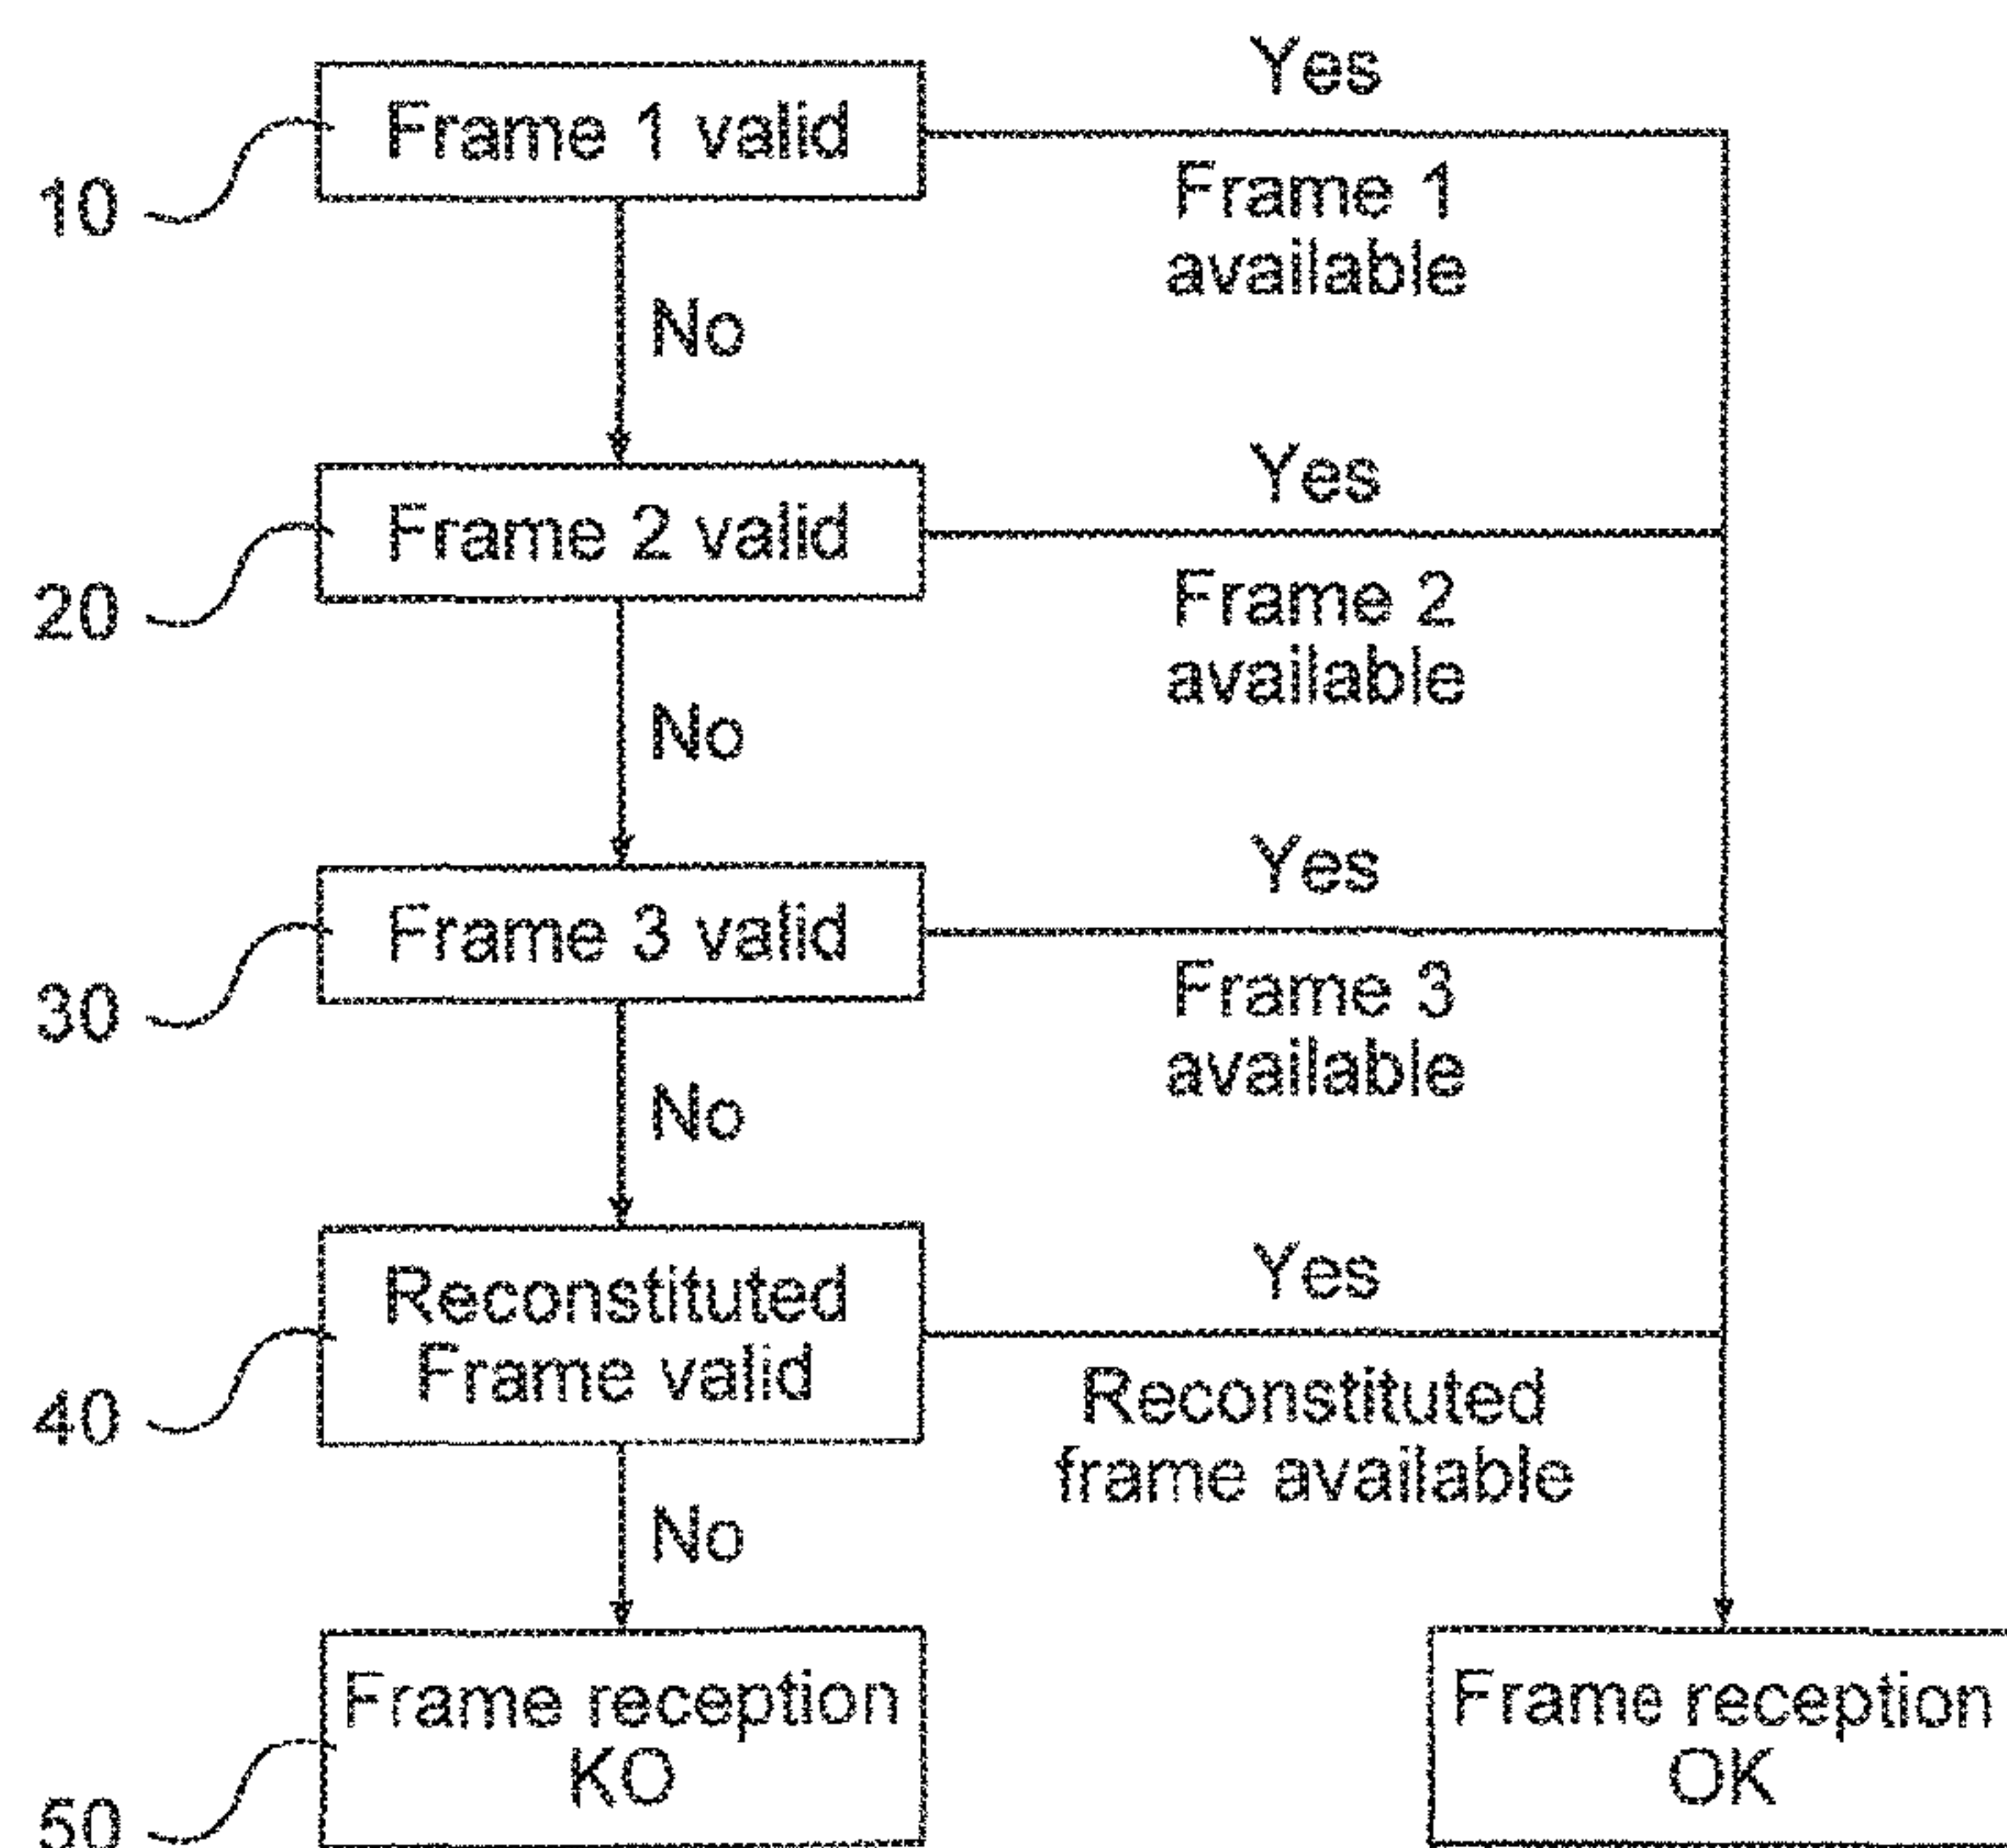 Yes
Frame 1 valid
10
Frame 1
available
No
Yes
Frame 2 valid
20
Frame 2
available
No
Yes
Frame 3 valid
30
Frame 3
available
No
Yes
Reconstituted
Frame valid
40
Reconstituted
frame available
No
Frame reception
KO
50
Frame reception
OK